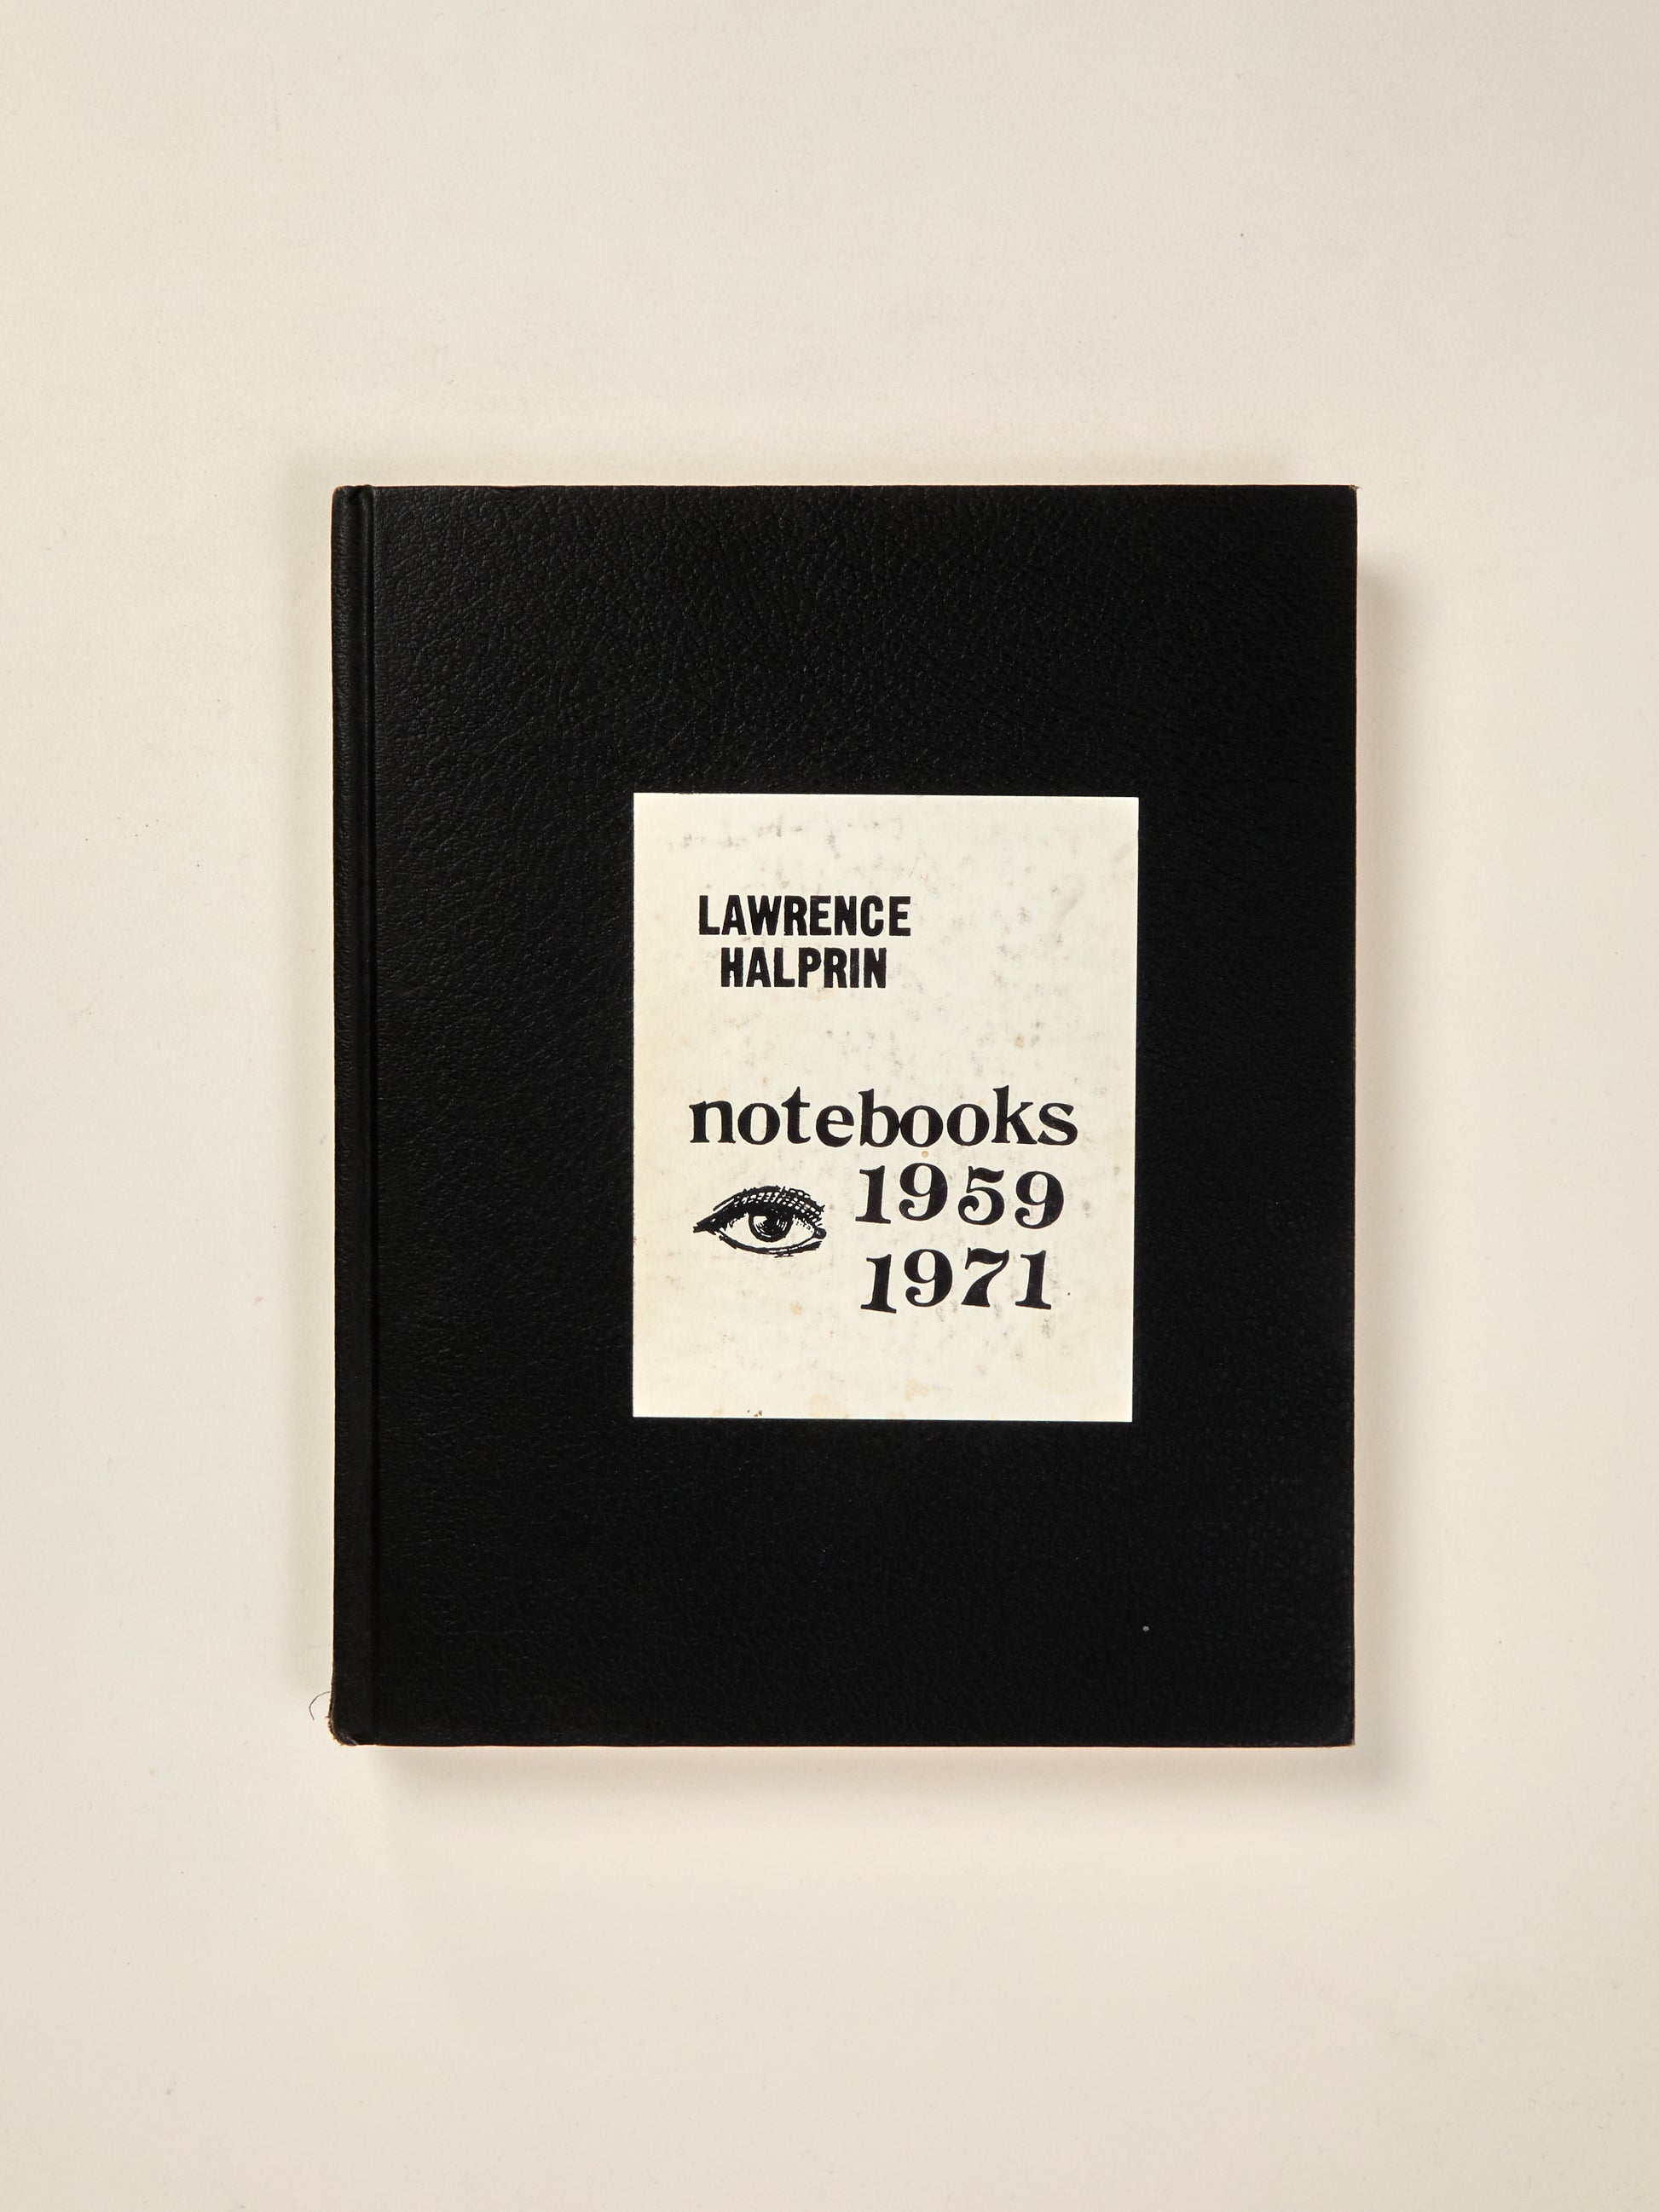 LAWRENCE
HALPRIN
notebooks
1959
1971